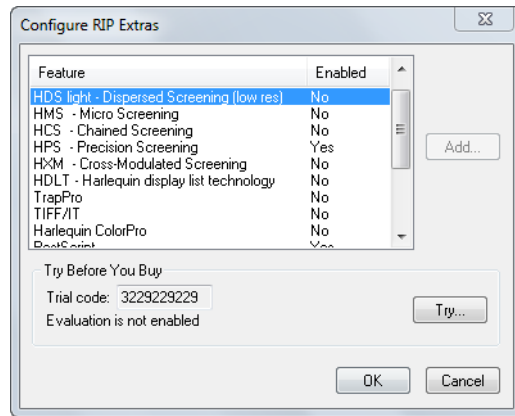 Configure RIP Extras
Feature Enabled
HDS light - Dispersed Screening (low res) No
HMS - Micro Screening No
HCS - Chained Screening No
HPS - Precision Screening Yes
HXM - Cross-Modulated Screening No
HDLT - Harlequin display list technology No
TrapPro No
TIFF/IT No
Harlequin ColorPro No
PostScript Yes
Add...
Try Before You Buy
Trial code: 3229229229
Evaluation is not enabled
Try...
OK Cancel